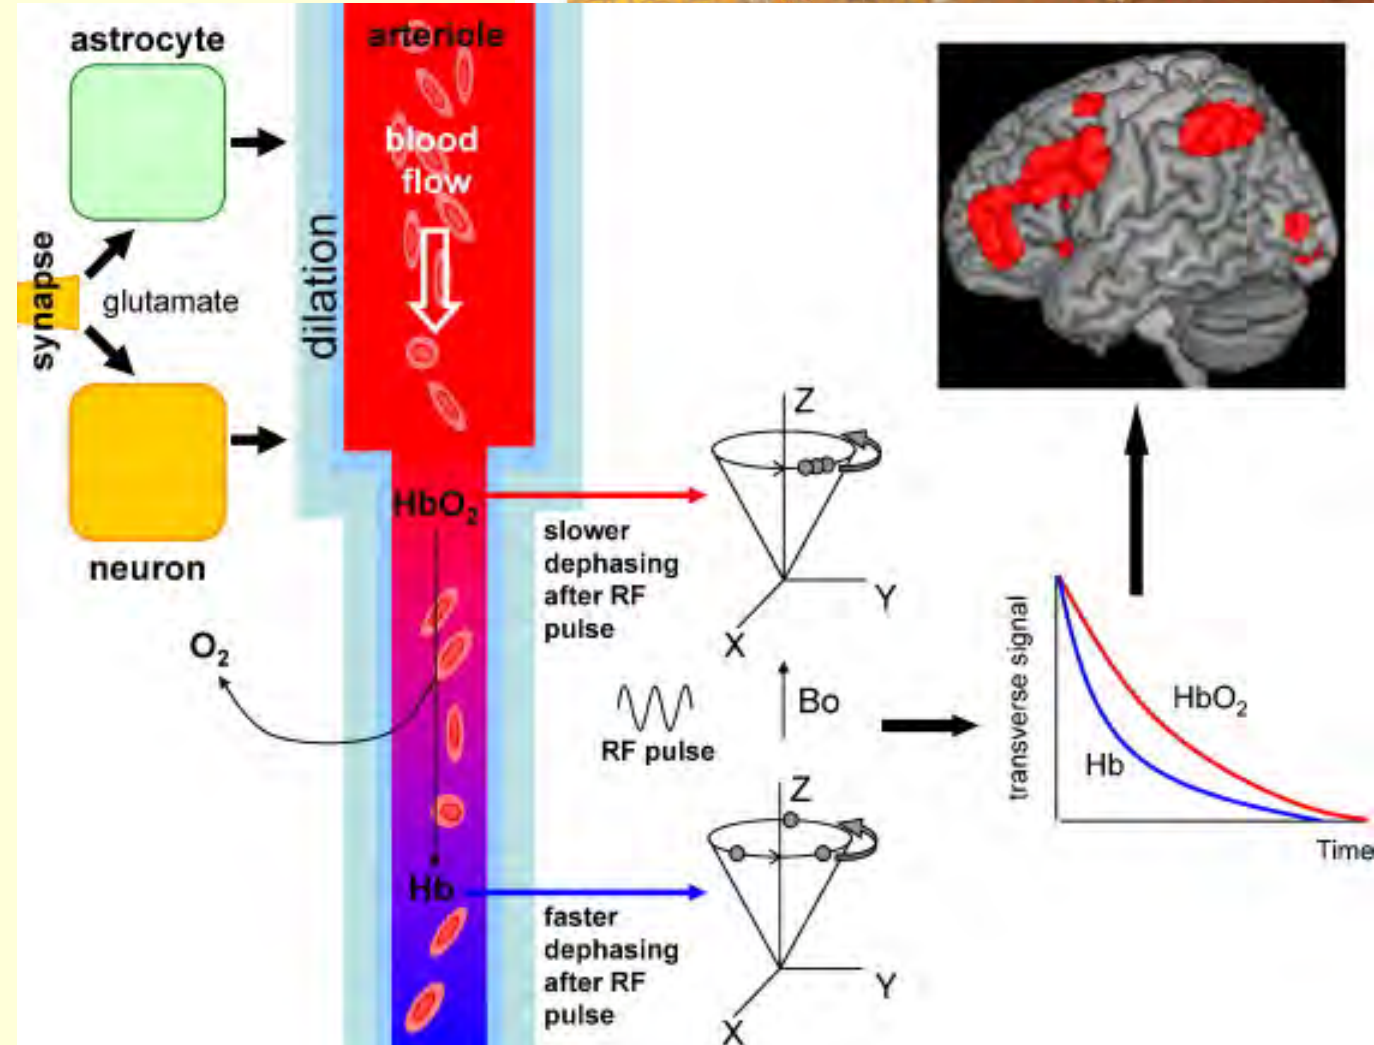 astrocyte
arteriole
blood
flow
synapse
glutamate
dilation
neuron
O₂
HbO₂
slower
dephasing
after RF
pulse
Z
Y
X
RF pulse
Bo
Hb
faster
dephasing
after RF
pulse
Z
Y
X
transverse signal
HbO₂
Hb
Time